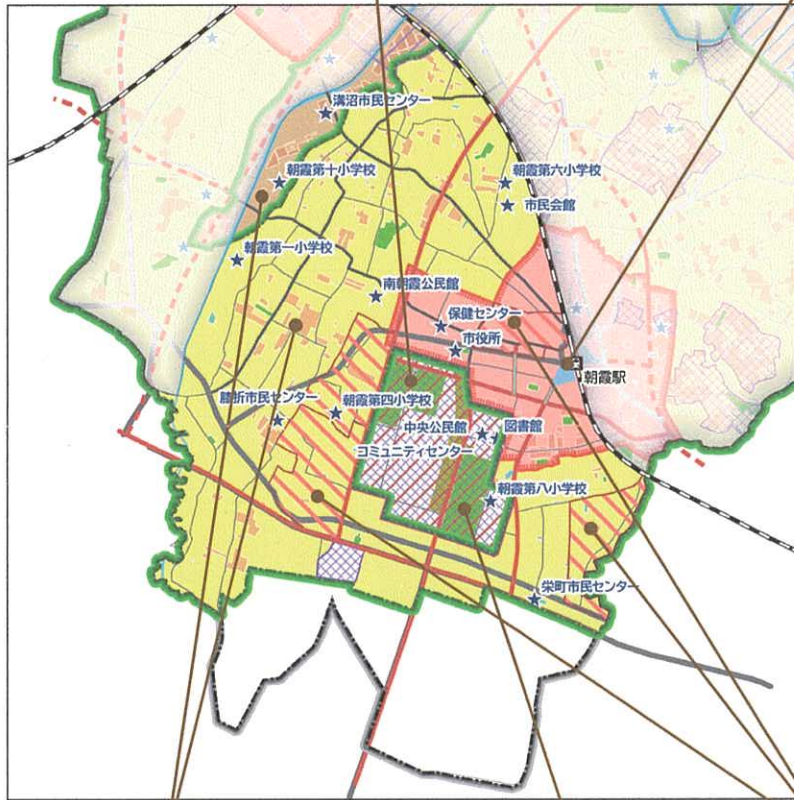 溝沼市民センター
朝霞第十小学校
朝霞第六小学校
市民会館
朝霞第一小学校
南朝霞公民館
保健センター
市役所
朝霞駅
膝折市民センター
朝霞第四小学校
中央公民館
図書館
コミュニティセンター
朝霞第八小学校
栄町市民センター